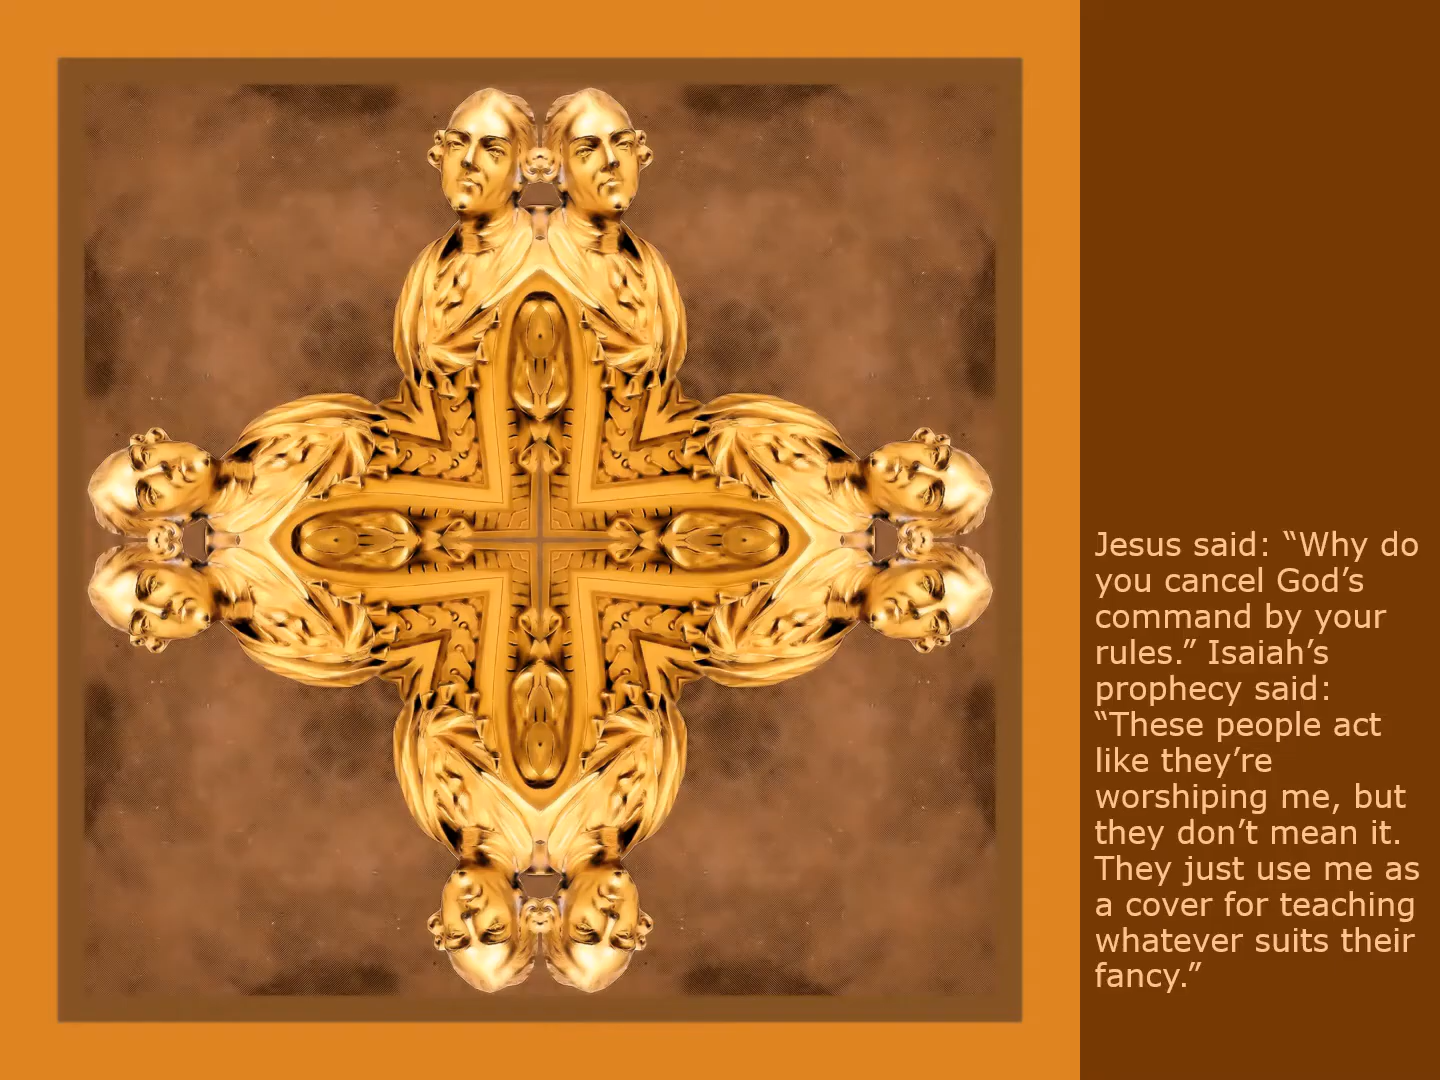 Jesus said: “Why do
you cancel God’s
command by your
rules.” Isaiah’s
prophecy said:
“These people act
like they’re
worshiping me, but
they don’t mean it.
They just use me as
a cover for teaching
whatever suits their
fancy.”